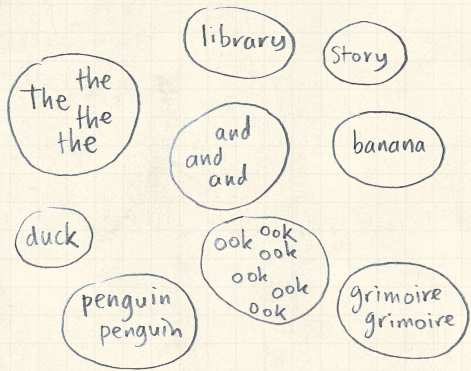 library
Story
the
The
the
the
and
and
and
banana
duck
ook ook
ook
ook
ook
ook
penguin
penguin
grimoire
grimoire